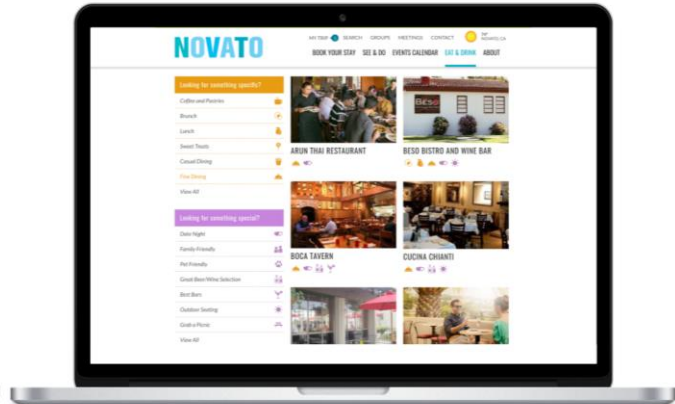 NOVATO
MY TRIP SEARCH GROUPS MEETINGS CONTACT
NOVATO, CA
BOOK YOUR STAY SEE & DO EVENTS CALENDAR EAT & DRINK ABOUT
Looking for something specific?
Coffee and Pastries
Brunch
Lunch
Sweet Treats
Casual Dining
Fine Dining
View All
Looking for something special?
Date Night
Family Friendly
Pet Friendly
Great Beer/Wine Selection
Best Bars
Outdoor Seating
Grab a Picnic
View All
ARUN THAI RESTAURANT
BESO
BESO BISTRO AND WINE BAR
BOCA TAVERN
CUCINA CHIANTI